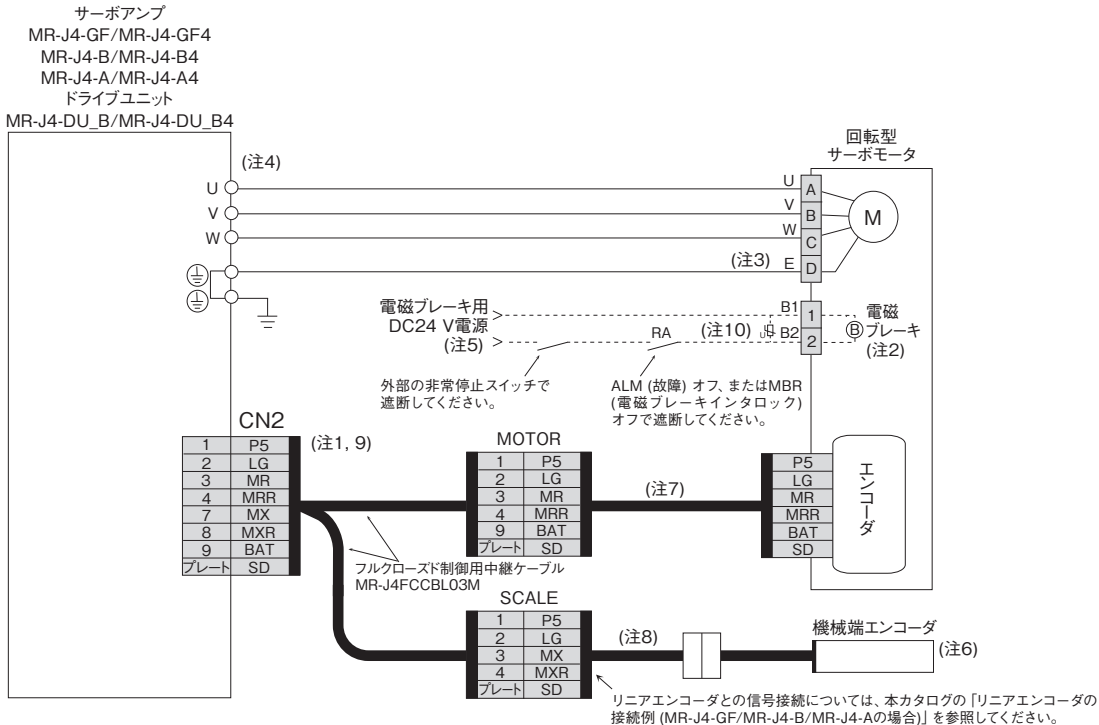 サーボアンプ
MR-J4-GF/MR-J4-GF4
MR-J4-B/MR-J4-B4
MR-J4-A/MR-J4-A4
ドライブユニット
MR-J4-DU_B/MR-J4-DU_B4
回転型
サーボモータ
(注4)
U
V
W
U A
V B
W C
(注3) E D
M
電磁ブレーキ用
DC24 V電源
(注5)
RA
(注10)
U
B1 1
B2 2
B
電磁
ブレーキ
(注2)
外部の非常停止スイッチで
遮断してください。
ALM (故障) オフ、またはMBR
(電磁ブレーキインタロック)
オフで遮断してください。
CN2
(注1, 9)
1 P5
2 LG
3 MR
4 MRR
7 MX
8 MXR
9 BAT
プレート SD
MOTOR
1 P5
2 LG
3 MR
4 MRR
9 BAT
プレート SD
(注7)
P5
LG
MR
MRR
BAT
SD
エンコーダ
フルクローズド制御用中継ケーブル
MR-J4FCCBL03M
SCALE
1 P5
2 LG
3 MX
4 MXR
プレート SD
(注8)
機械端エンコーダ
(注6)
リニアエンコーダとの信号接続については、本カタログの「リニアエンコーダの
接続例 (MR-J4-GF/MR-J4-B/MR-J4-Aの場合)」を参照してください。